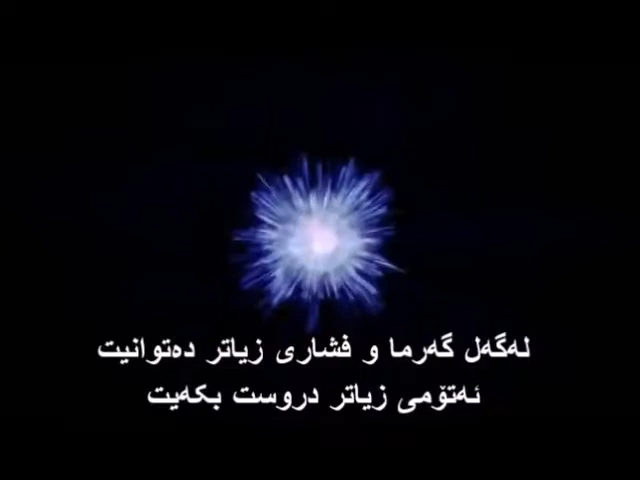 لەگەل گەرما و فشاری زیاتر دەتوانیت
ئەتۆمی زیاتر دروست بکەیت